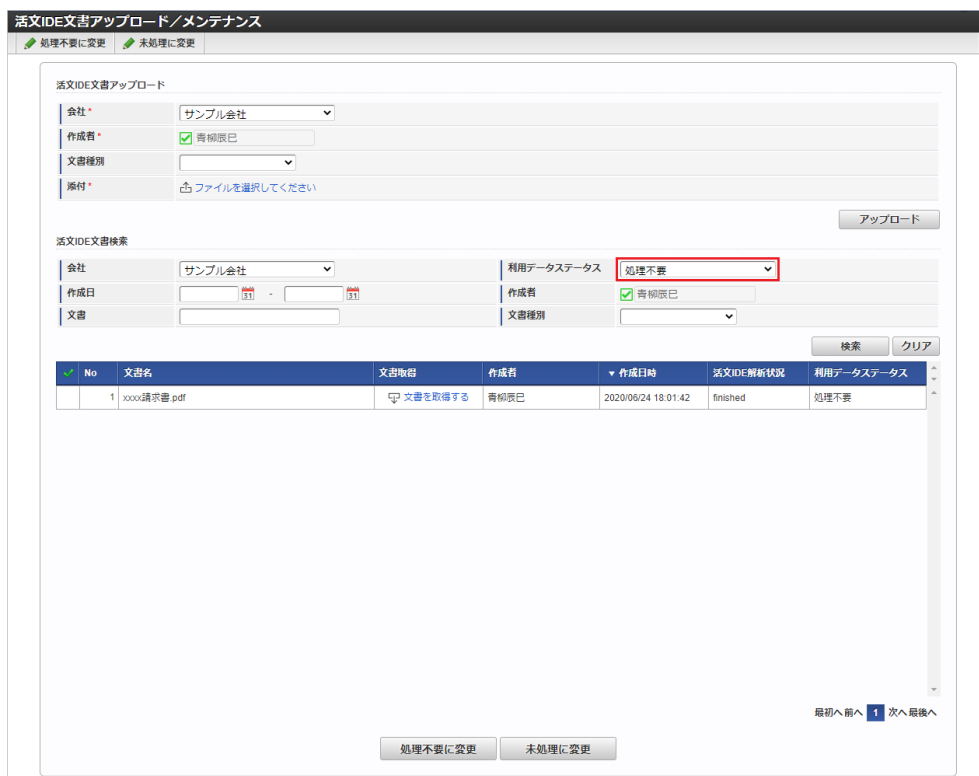 活文IDE文書アップロード／メンテナンス
処理不要に変更 未処理に変更
活文IDE文書アップロード
会社* サンプル会社
作成者* 青柳辰巳
文書種別
添付* ファイルを選択してください
アップロード
活文IDE文書検索
会社 サンプル会社 利用データステータス 処理不要
作成日 31 - 31 作成者 青柳辰巳
文書 文書種別
検索 クリア
No 文書名 文書取得 作成者 ▼ 作成日時 活文IDE解析状況 利用データステータス
1 xxxx請求書.pdf 文書を取得する 青柳辰巳 2020/06/24 18:01:42 finished 処理不要
最初へ 前へ 1 次へ 最後へ
処理不要に変更 未処理に変更